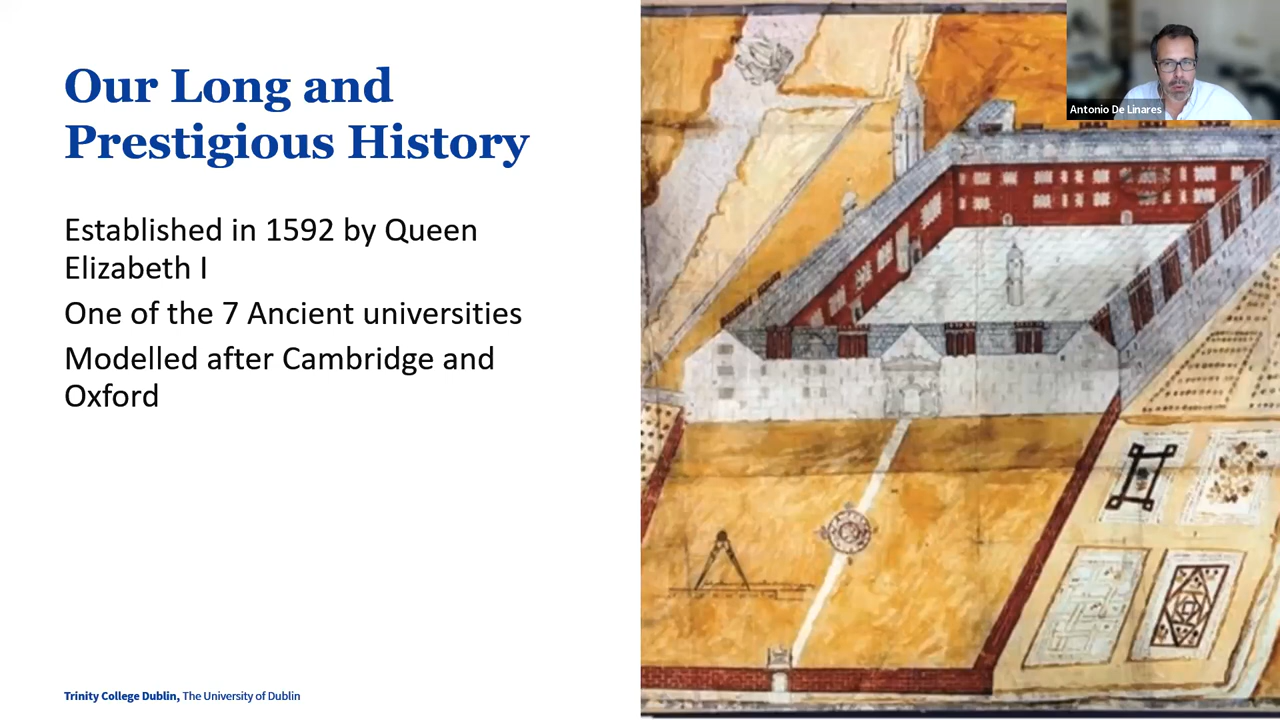 Our Long and
Prestigious History
Established in 1592 by Queen
Elizabeth I
One of the 7 Ancient universities
Modelled after Cambridge and
Oxford
Trinity College Dublin, The University of Dublin
Antonio De Linares